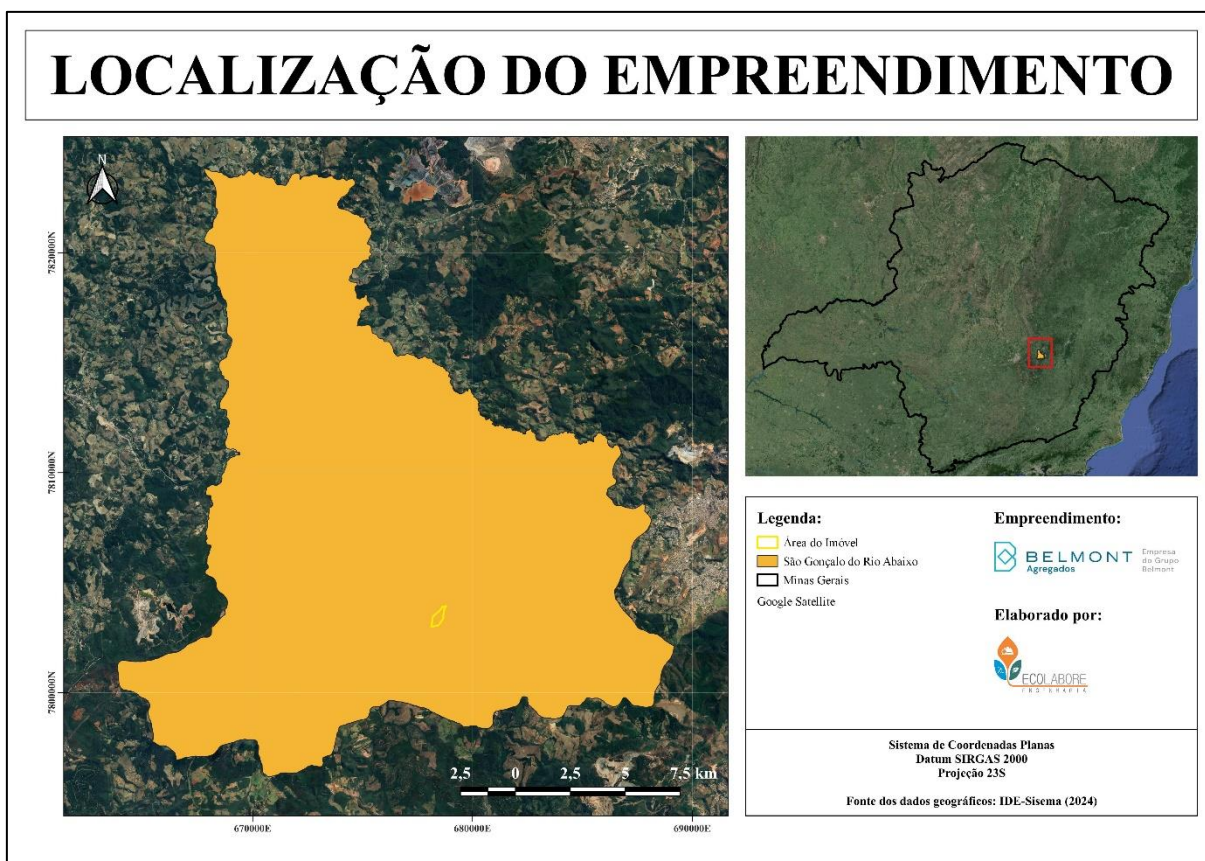 LOCALIZAÇÃO DO EMPREENDIMENTO
N
7820000N
7810000N
7800000N
670000E
680000E
690000E
2,5 0 2,5 5 7,5 km
Legenda:
Área do Imóvel
São Gonçalo do Rio Abaixo
Minas Gerais
Google Satellite
Empreendimento:
BELMONT
Agregados
Empresa
do Grupo
Belmont
Elaborado por:
ECOLABORE
ENGENHARIA
Sistema de Coordenadas Planas
Datum SIRGAS 2000
Projeção 23S
Fonte dos dados geográficos: IDE-Sisema (2024)